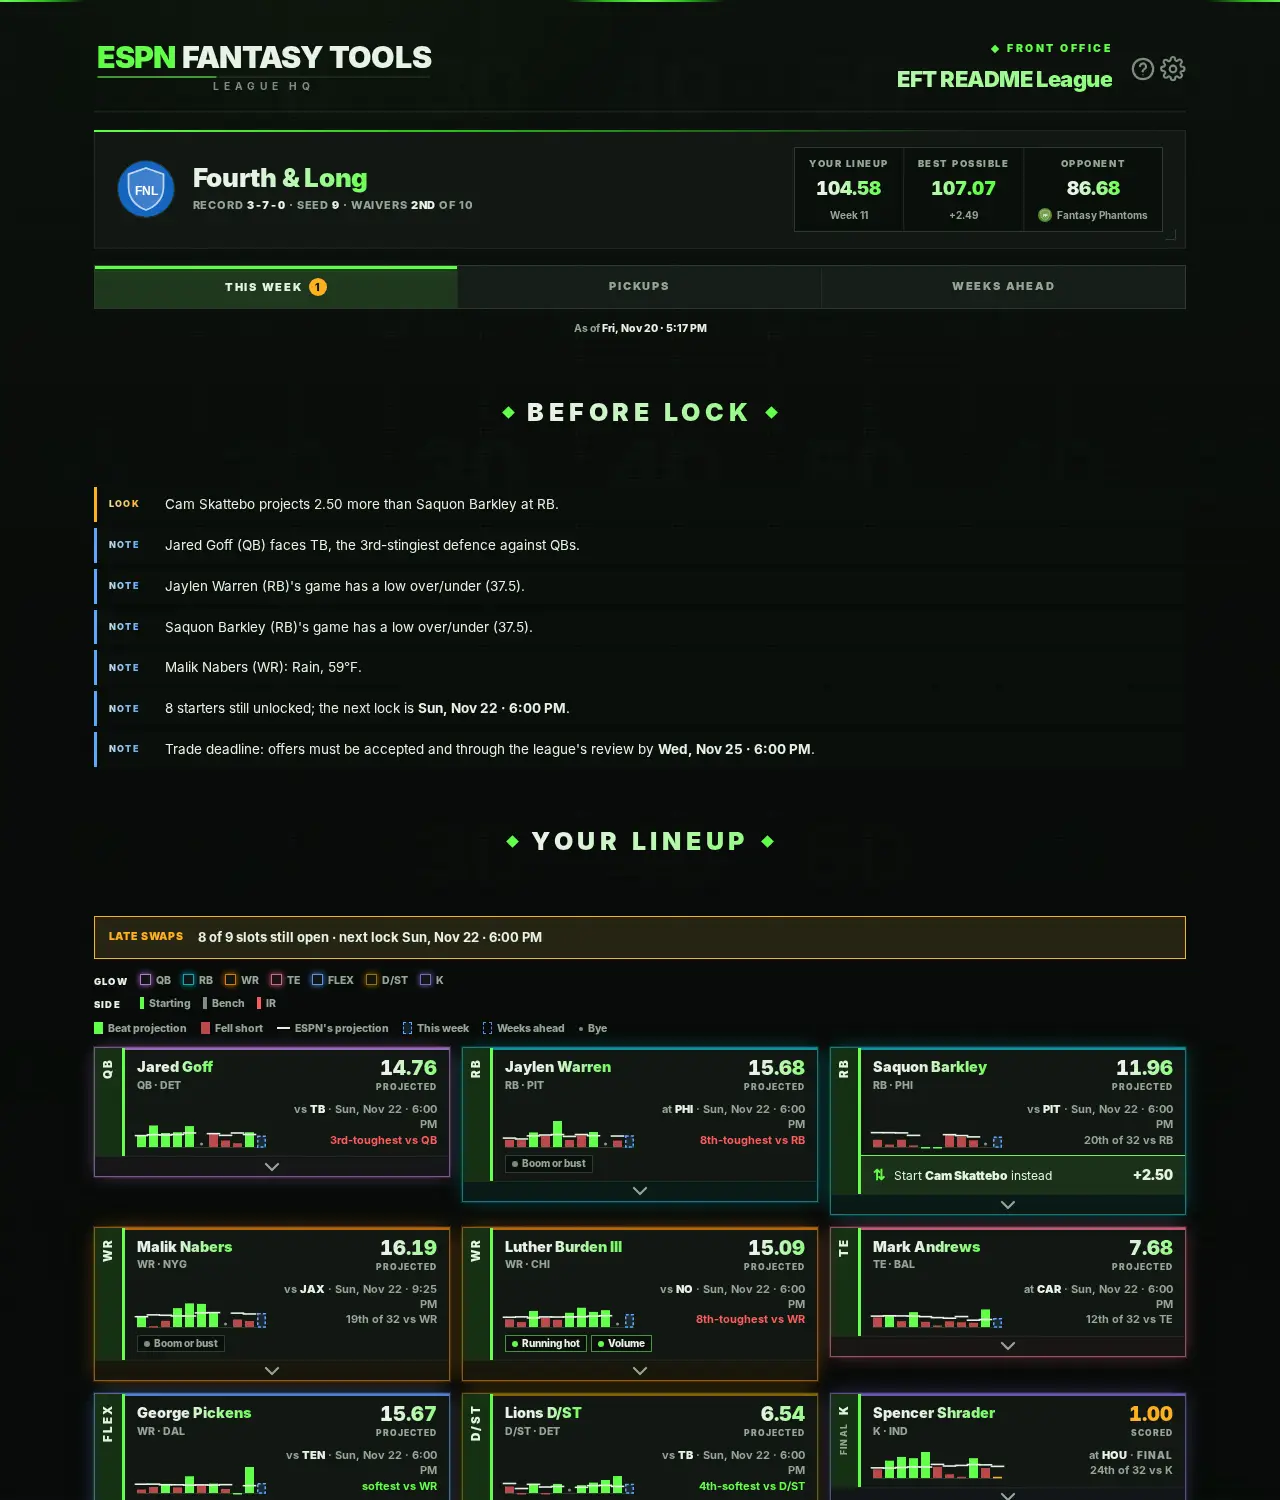 ESPN FANTASY TOOLS
LEAGUE HQ
◆ FRONT OFFICE
EFT README League
FNL
Fourth & Long
RECORD 3-7-0 · SEED 9 · WAIVERS 2ND OF 10
YOUR LINEUP
104.58
Week 11
BEST POSSIBLE
107.07
+2.49
OPPONENT
86.68
Fantasy Phantoms
THIS WEEK 1
PICKUPS
WEEKS AHEAD
As of Fri, Nov 20 · 5:17 PM
◆ BEFORE LOCK ◆
LOOK Cam Skattebo projects 2.50 more than Saquon Barkley at RB.
NOTE Jared Goff (QB) faces TB, the 3rd-stingiest defence against QBs.
NOTE Jaylen Warren (RB)'s game has a low over/under (37.5).
NOTE Saquon Barkley (RB)'s game has a low over/under (37.5).
NOTE Malik Nabers (WR): Rain, 59°F.
NOTE 8 starters still unlocked; the next lock is Sun, Nov 22 · 6:00 PM.
NOTE Trade deadline: offers must be accepted and through the league's review by Wed, Nov 25 · 6:00 PM.
◆ YOUR LINEUP ◆
LATE SWAPS 8 of 9 slots still open · next lock Sun, Nov 22 · 6:00 PM
GLOW QB RB WR TE FLEX D/ST K
SIDE Starting Bench IR
Beat projection Fell short ESPN's projection This week Weeks ahead Bye
QB
Jared Goff
QB · DET
14.76
PROJECTED
vs TB · Sun, Nov 22 · 6:00
PM
3rd-toughest vs QB
RB
Jaylen Warren
RB · PIT
15.68
PROJECTED
at PHI · Sun, Nov 22 · 6:00
PM
8th-toughest vs RB
Boom or bust
RB
Saquon Barkley
RB · PHI
11.96
PROJECTED
vs PIT · Sun, Nov 22 · 6:00
PM
20th of 32 vs RB
⇅ Start Cam Skattebo instead +2.50
WR
Malik Nabers
WR · NYG
16.19
PROJECTED
vs JAX · Sun, Nov 22 · 9:25
PM
19th of 32 vs WR
Boom or bust
WR
Luther Burden III
WR · CHI
15.09
PROJECTED
vs NO · Sun, Nov 22 · 6:00
PM
8th-toughest vs WR
Running hot Volume
TE
Mark Andrews
TE · BAL
7.68
PROJECTED
at CAR · Sun, Nov 22 · 6:00
PM
12th of 32 vs TE
FLEX
George Pickens
WR · DAL
15.67
PROJECTED
vs TEN · Sun, Nov 22 · 6:00
PM
softest vs WR
D/ST
Lions D/ST
D/ST · DET
6.54
PROJECTED
vs TB · Sun, Nov 22 · 6:00
PM
4th-softest vs D/ST
K
FINAL
Spencer Shrader
K · IND
1.00
SCORED
at HOU · FINAL
24th of 32 vs K